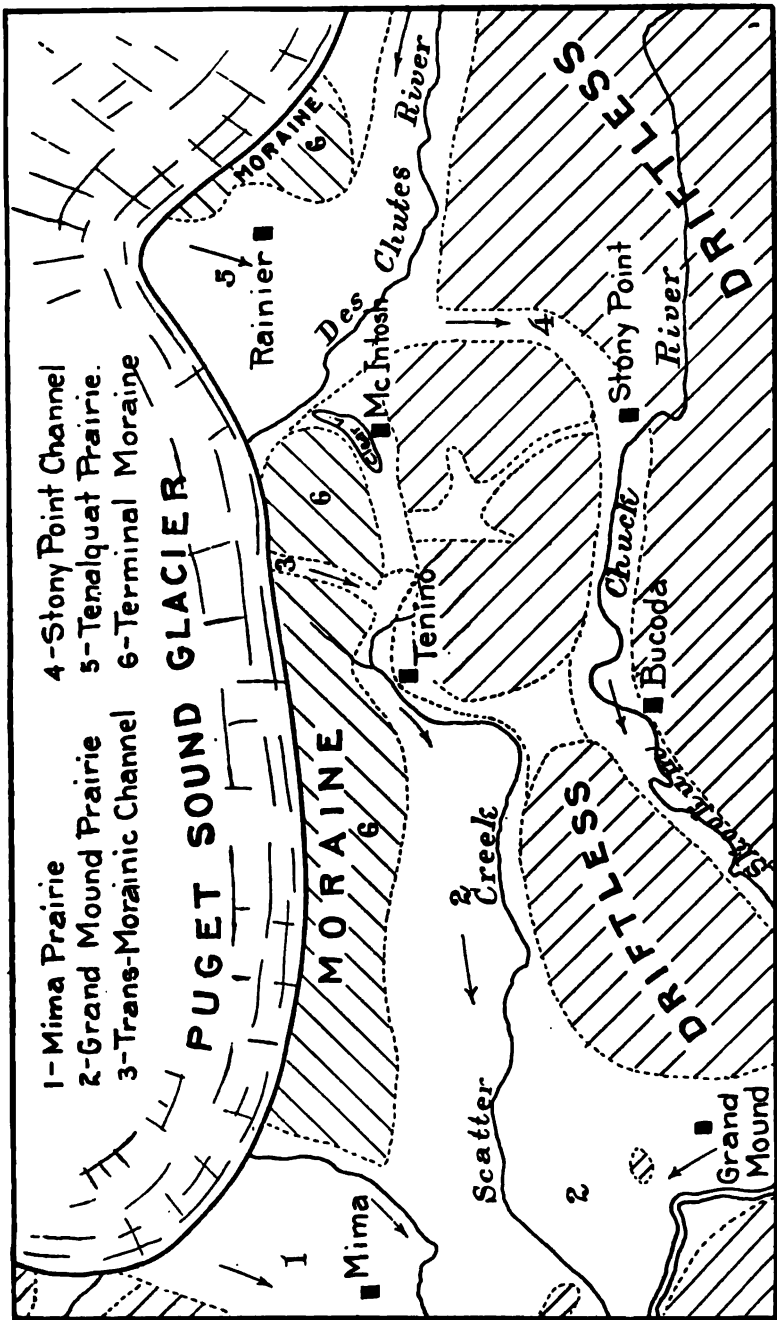 1-Mima Prairie
2-Grand Mound Prairie
3-Trans-Morainic Channel
4-Stony Point Channel
5-Tenalquat Prairie.
6-Terminal Moraine
PUGET SOUND GLACIER
MORAINE
6
MORAINE
6
1
Mima
3
6
5
Rainier
Des Chutes River
McIntosh
Tenino
2
Scatter Creek
2
4
Stony Point
DRIFTLESS
DRIFTLESS
Grand
Mound
Bucoda
Skookum Chuck River